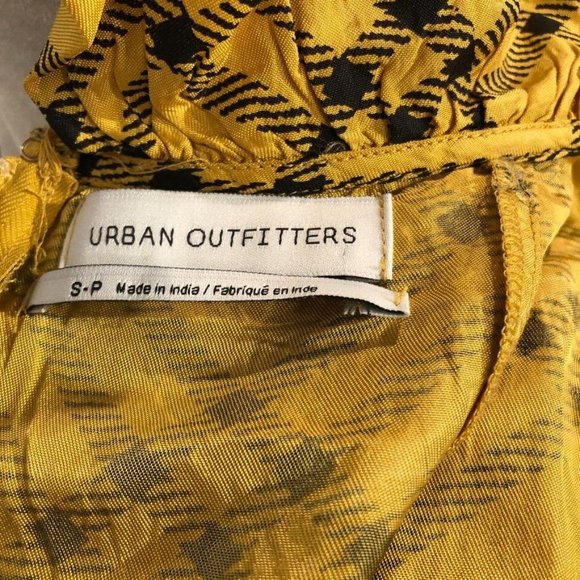 URBAN OUTFITTERS
S-P Made in India / Fabriqué en Inde